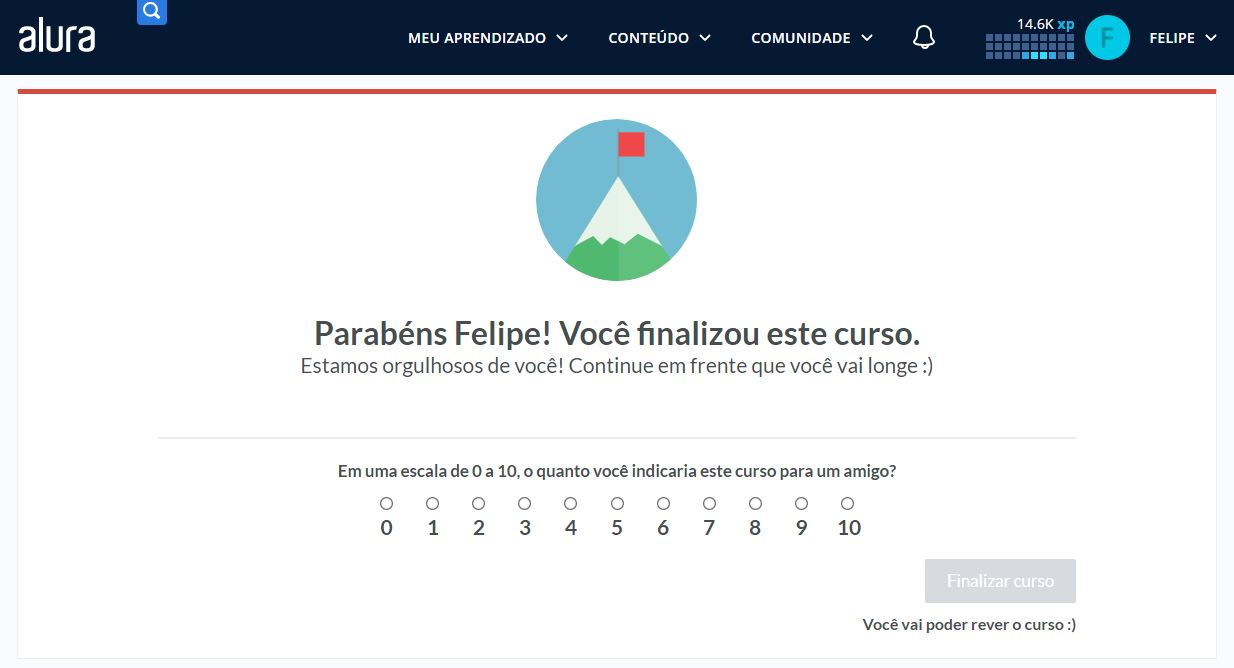 alura
MEU APRENDIZADO
CONTEÚDO
COMUNIDADE
14.6K xp
F
FELIPE
Parabéns Felipe! Você finalizou este curso.
Estamos orgulhosos de você! Continue em frente que você vai longe :)
Em uma escala de 0 a 10, o quanto você indicaria este curso para um amigo?
0 1 2 3 4 5 6 7 8 9 10
Finalizar curso
Você vai poder rever o curso :)